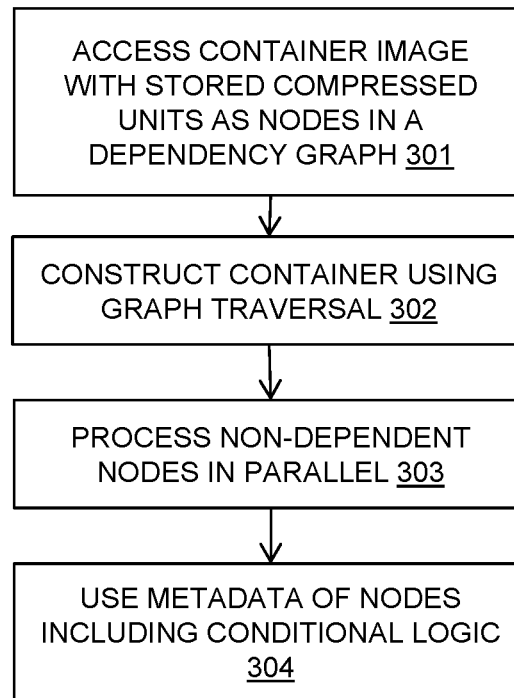 ACCESS CONTAINER IMAGE
WITH STORED COMPRESSED
UNITS AS NODES IN A
DEPENDENCY GRAPH 301
CONSTRUCT CONTAINER USING
GRAPH TRAVERSAL 302
PROCESS NON-DEPENDENT
NODES IN PARALLEL 303
USE METADATA OF NODES
INCLUDING CONDITIONAL LOGIC
304